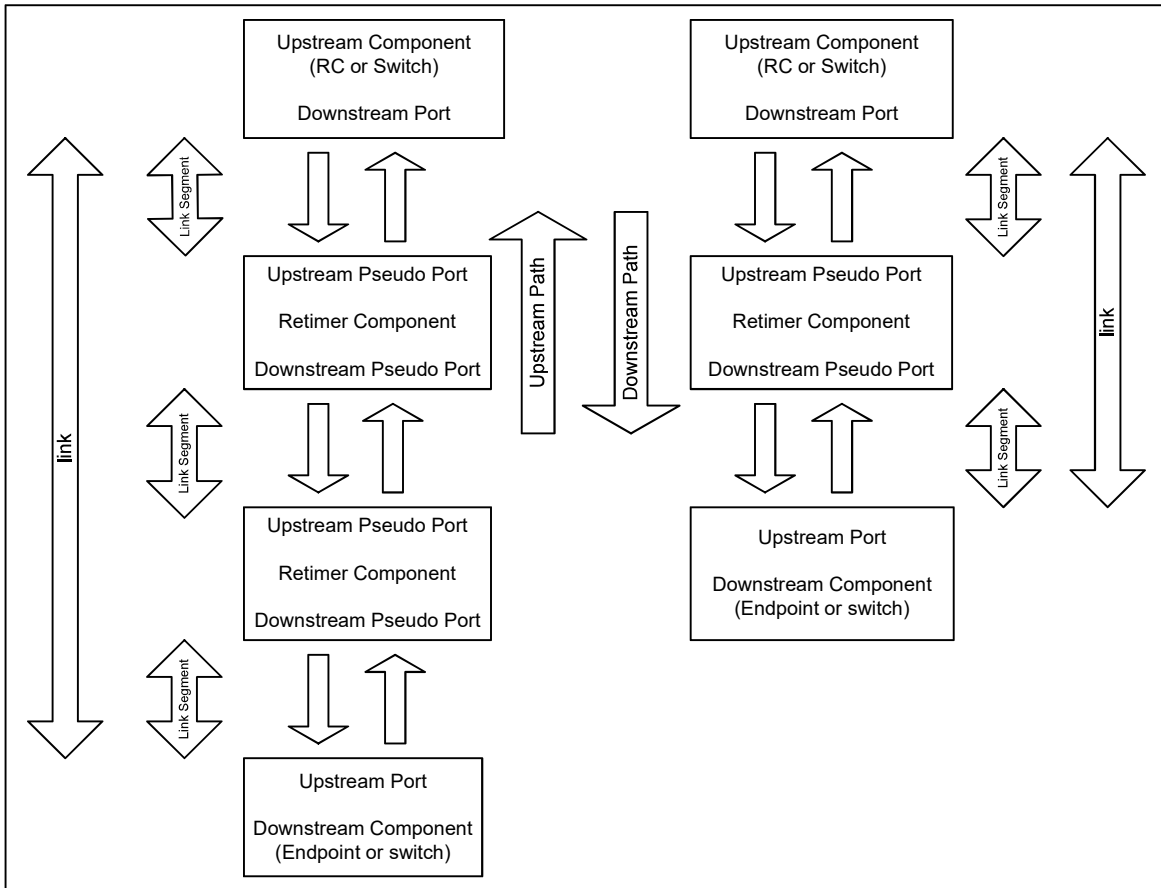 Upstream Component
(RC or Switch)
Downstream Port
Link Segment
link
Upstream Pseudo Port
Retimer Component
Downstream Pseudo Port
Link Segment
Upstream Pseudo Port
Retimer Component
Downstream Pseudo Port
Link Segment
Upstream Port
Downstream Component
(Endpoint or switch)
Upstream Path
Downstream Path
Upstream Component
(RC or Switch)
Downstream Port
Link Segment
link
Upstream Pseudo Port
Retimer Component
Downstream Pseudo Port
Link Segment
Upstream Port
Downstream Component
(Endpoint or switch)